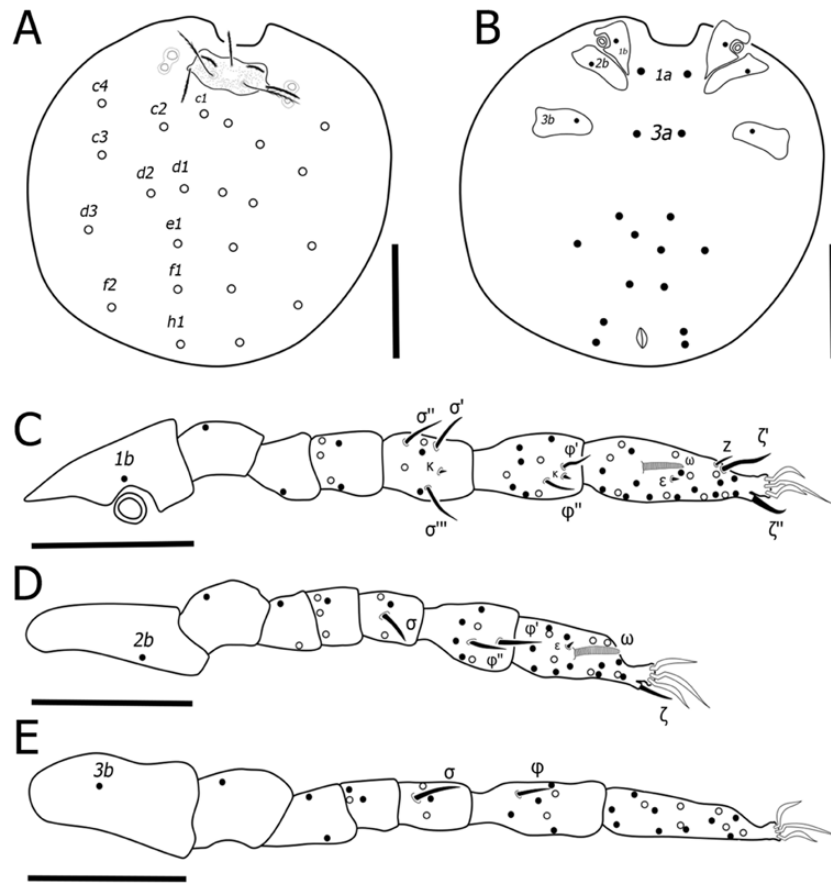 A
B
c4
c2
c1
c3
d2
d1
d3
e1
f1
f2
h1
1b
2b
1a
3b
3a
C
σ''
σ'
1b
κ
κ
φ'
ω
z
ζ'
ε
σ'''
φ''
ζ''
D
2b
σ
φ'
φ''
ε
ω
ζ
E
3b
σ
φ